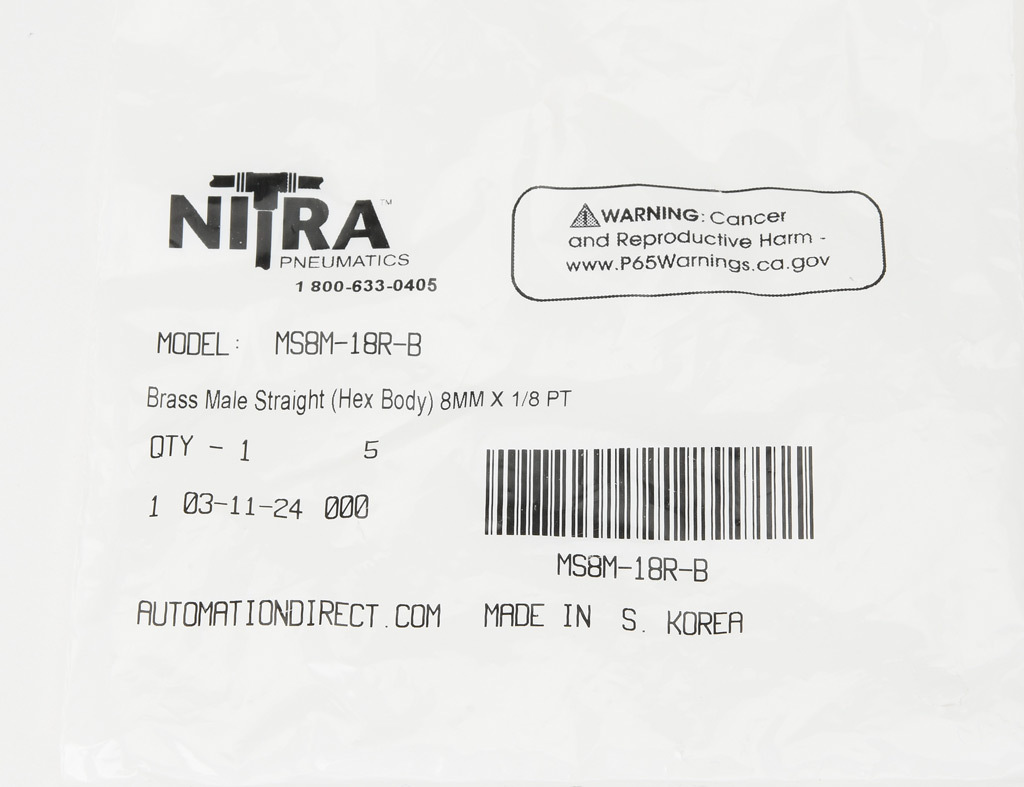 NITRA™
PNEUMATICS
1 800-633-0405
WARNING: Cancer
and Reproductive Harm -
www.P65Warnings.ca.gov
MODEL: MS8M-18R-B
Brass Male Straight (Hex Body) 8MM X 1/8 PT
QTY - 1 5
1 03-11-24 000
MS8M-18R-B
AUTOMATIONDIRECT.COM MADE IN S. KOREA